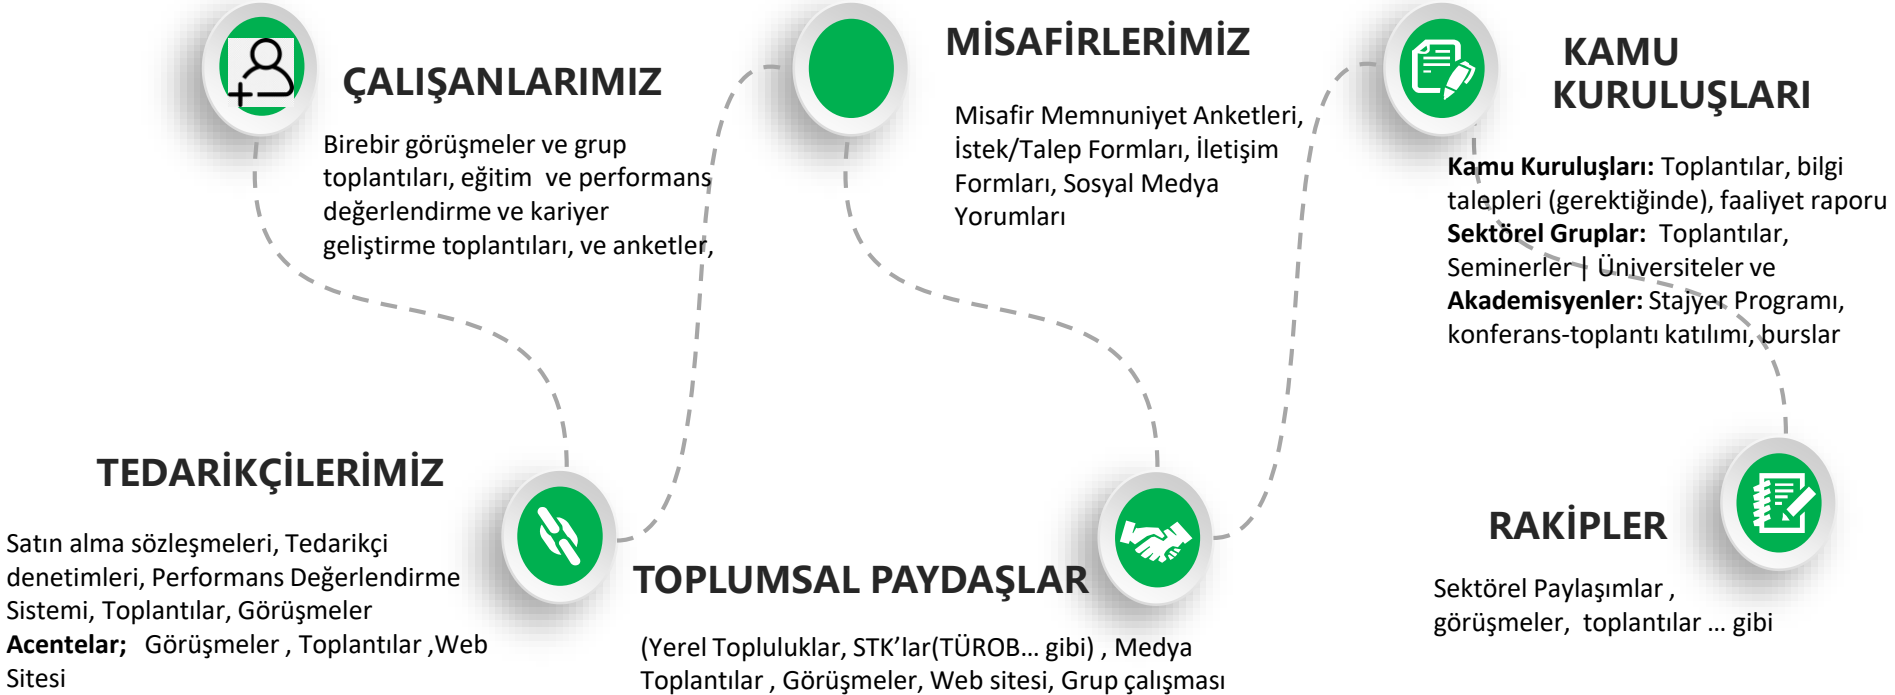 ÇALIŞANLARIMIZ
Birebir görüşmeler ve grup
toplantıları, eğitim ve performans
değerlendirme ve kariyer
geliştirme toplantıları, ve anketler,
TEDARİKÇİLERİMİZ
Satın alma sözleşmeleri, Tedarikçi
denetimleri, Performans Değerlendirme
Sistemi, Toplantılar, Görüşmeler
Acentelar; Görüşmeler , Toplantılar ,Web
Sitesi
MİSAFİRLERİMİZ
Misafir Memnuniyet Anketleri,
İstek/Talep Formları, İletişim
Formları, Sosyal Medya
Yorumları
TOPLUMSAL PAYDAŞLAR
(Yerel Topluluklar, STK’lar(TÜROB... gibi) , Medya
Toplantılar , Görüşmeler, Web sitesi, Grup çalışması
KAMU
KURULUŞLARI
Kamu Kuruluşları: Toplantılar, bilgi
talepleri (gerektiğinde), faaliyet raporu
Sektörel Gruplar: Toplantılar,
Seminerler | Üniversiteler ve
Akademisyenler: Stajyer Programı,
konferans-toplantı katılımı, burslar
RAKİPLER
Sektörel Paylaşımlar ,
görüşmeler, toplantılar ... gibi